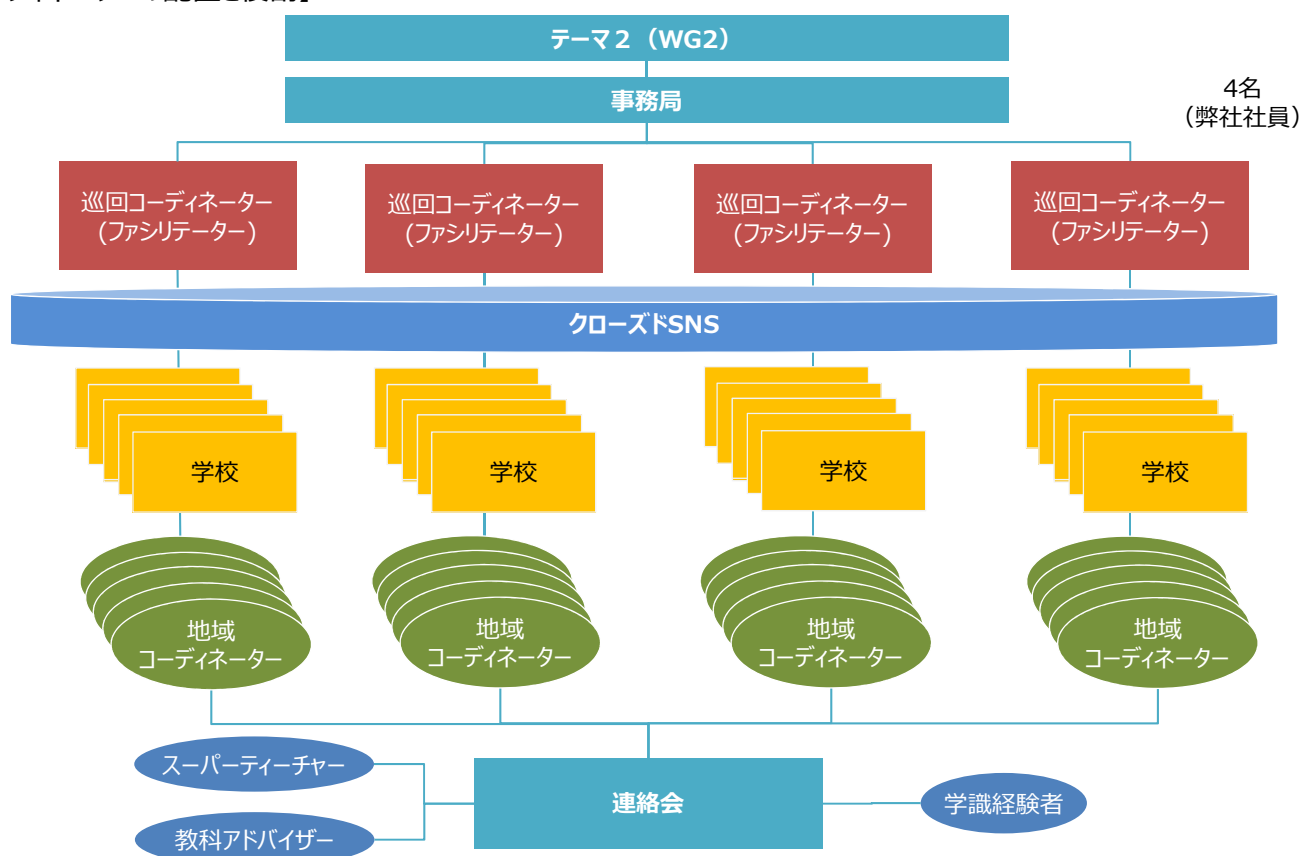 テーマ２（WG2）
事務局
4名
（弊社社員）
巡回コーディネーター
(ファシリテーター)
巡回コーディネーター
(ファシリテーター)
巡回コーディネーター
(ファシリテーター)
巡回コーディネーター
(ファシリテーター)
クローズドSNS
学校
学校
学校
学校
地域
コーディネーター
地域
コーディネーター
地域
コーディネーター
地域
コーディネーター
スーパーティーチャー
連絡会
学識経験者
教科アドバイザー